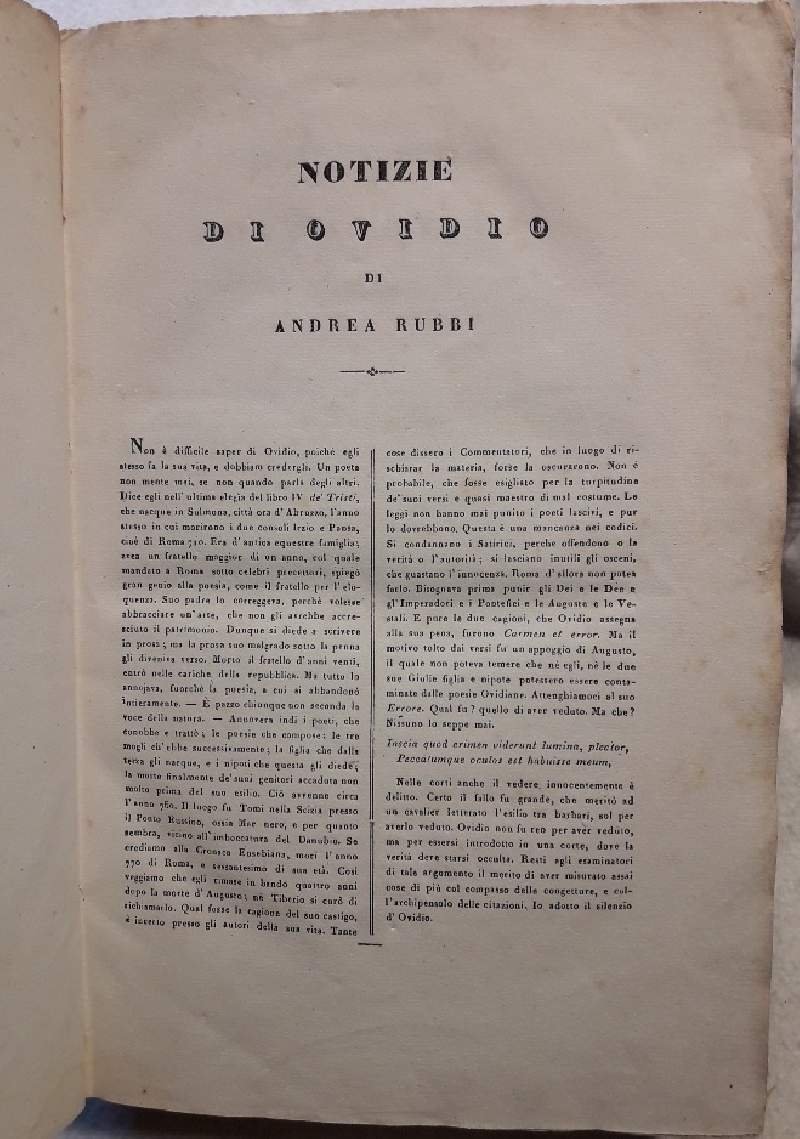 NOTIZIE
DI OVIDIO
DI
ANDREA RUBBI
Non è difficile saper di Ovidio, poichè egli
stesso fa la sua vita, e dobbiam credergli. Un poeta
non mente mai, se non quando parla degli altri.
Dice egli nell'ultima elegia del libro IV de' Tristi,
che nacque in Sulmona, città ora d'Abruzzo, l'anno
stesso in cui morirono i due consoli Irzio e Pansa,
cioè di Roma 710. Era d'antica equestre famiglia;
avea un fratello maggior di un anno, col quale
mandato a Roma sotto celebri precettori, spiegò
gran genio alla poesia, come il fratello per l'elo-
quenza. Suo padre lo correggeva, perchè volesse
abbracciare un'arte, che non gli avrebbe accre-
sciuto il patrimonio. Dunque si diede a scrivere
in prosa; ma la prosa suo malgrado sotto la penna
gli diveniva verso. Morto il fratello d'anni venti,
entrò nelle cariche della repubblica. Ma tutto lo
annojava, fuorchè la poesia, a cui si abbandonò
intieramente. — È pazzo chiunque non seconda la
voce della natura. — Annovera indi i poeti, che
conobbe e trattò; le poesie che compose; le tre
mogli ch'ebbe successivamente; la figlia che dalla
terza gli nacque, e i nipoti che questa gli diede;
la morte finalmente de'suoi genitori accaduta non
molto prima del suo esilio. Ciò avvenne circa
l'anno 760. Il luogo fu Tomi nella Scizia presso
il Ponto Eussino, ossia Mar nero, e per quanto
sembra, vicino all'imboccatura del Danubio. Se
crediamo alla Cronaca Eusebiana, morì l'anno
770 di Roma, e sessantesimo di sua età. Così
veggiamo che egli rimase in bando quattro anni
dopo la morte d'Augusto; nè Tiberio si curò di
richiamarlo. Qual fosse la cagione del suo castigo,
è incerto presso gli autori della sua vita. Tante
cose dissero i Commentatori, che in luogo di ri-
schiarar la materia, forse la oscurarono. Non è
probabile, che fosse esigliato per la turpitudine
de'suoi versi e quasi maestro di mal costume. Le
leggi non hanno mai punito i poeti lascivi, e pur
lo dovrebbono. Questa è una mancanza nei codici.
Si condannano i Satirici, perchè offendono o la
verità o l'autorità; si lasciano inutili gli osceni,
che guastano l'innocenza. Roma d'allora non potea
farlo. Bisognava prima punir gli Dei e le Dee e
gl'Imperadori e i Pontefici e le Auguste e le Ve-
stali. E pure le due cagioni, che Ovidio assegna
alla sua pena, furono Carmen et error. Ma il
motivo tolto dai versi fu un appoggio di Augusto,
il quale non poteva temere che nè egli, nè le due
sue Giulie figlia e nipote potessero essere conta-
minate dalle poesie Ovidiane. Attenghiamoci al suo
Errore. Qual fu? quello di aver veduto. Ma che?
Nissuno lo seppe mai.
Inscia quod crimen viderunt lumina, plector,
Peccatumque oculos est habuisse meum,
Nelle corti anche il vedere innocentemente è
delitto. Certo il fallo fu grande, che meritò ad
un cavalier letterato l'esilio tra barbari, sol per
averlo veduto. Ovidio non fu reo per aver veduto,
ma per essersi introdotto in una corte, dove la
verità deve starsi occulta. Resti agli esaminatori
di tale argomento il merito di aver misurato assai
cose di più col compasso delle congetture, e col-
l'archipensolo delle citazioni. Io adotto il silenzio
d'Ovidio.